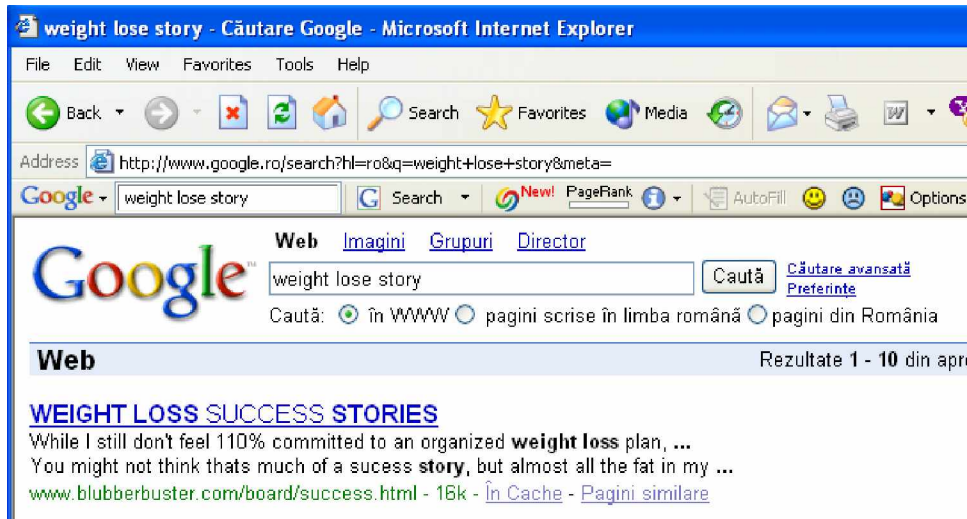 weight lose story - Căutare Google - Microsoft Internet Explorer
File Edit View Favorites Tools Help
Back Search Favorites Media
Address http://www.google.ro/search?hl=ro&q=weight+lose+story&meta=
Google weight lose story G Search New! PageRank AutoFill Options
Web Imagini Grupuri Director
Google™ weight lose story Caută Căutare avansată
Preferințe
Caută: în WWW pagini scrise în limba română pagini din România
Web Rezultate 1 - 10 din apr
WEIGHT LOSS SUCCESS STORIES
While I still don't feel 110% committed to an organized weight loss plan, ...
You might not think thats much of a sucess story, but almost all the fat in my ...
www.blubberbuster.com/board/success.html - 16k - În Cache - Pagini similare